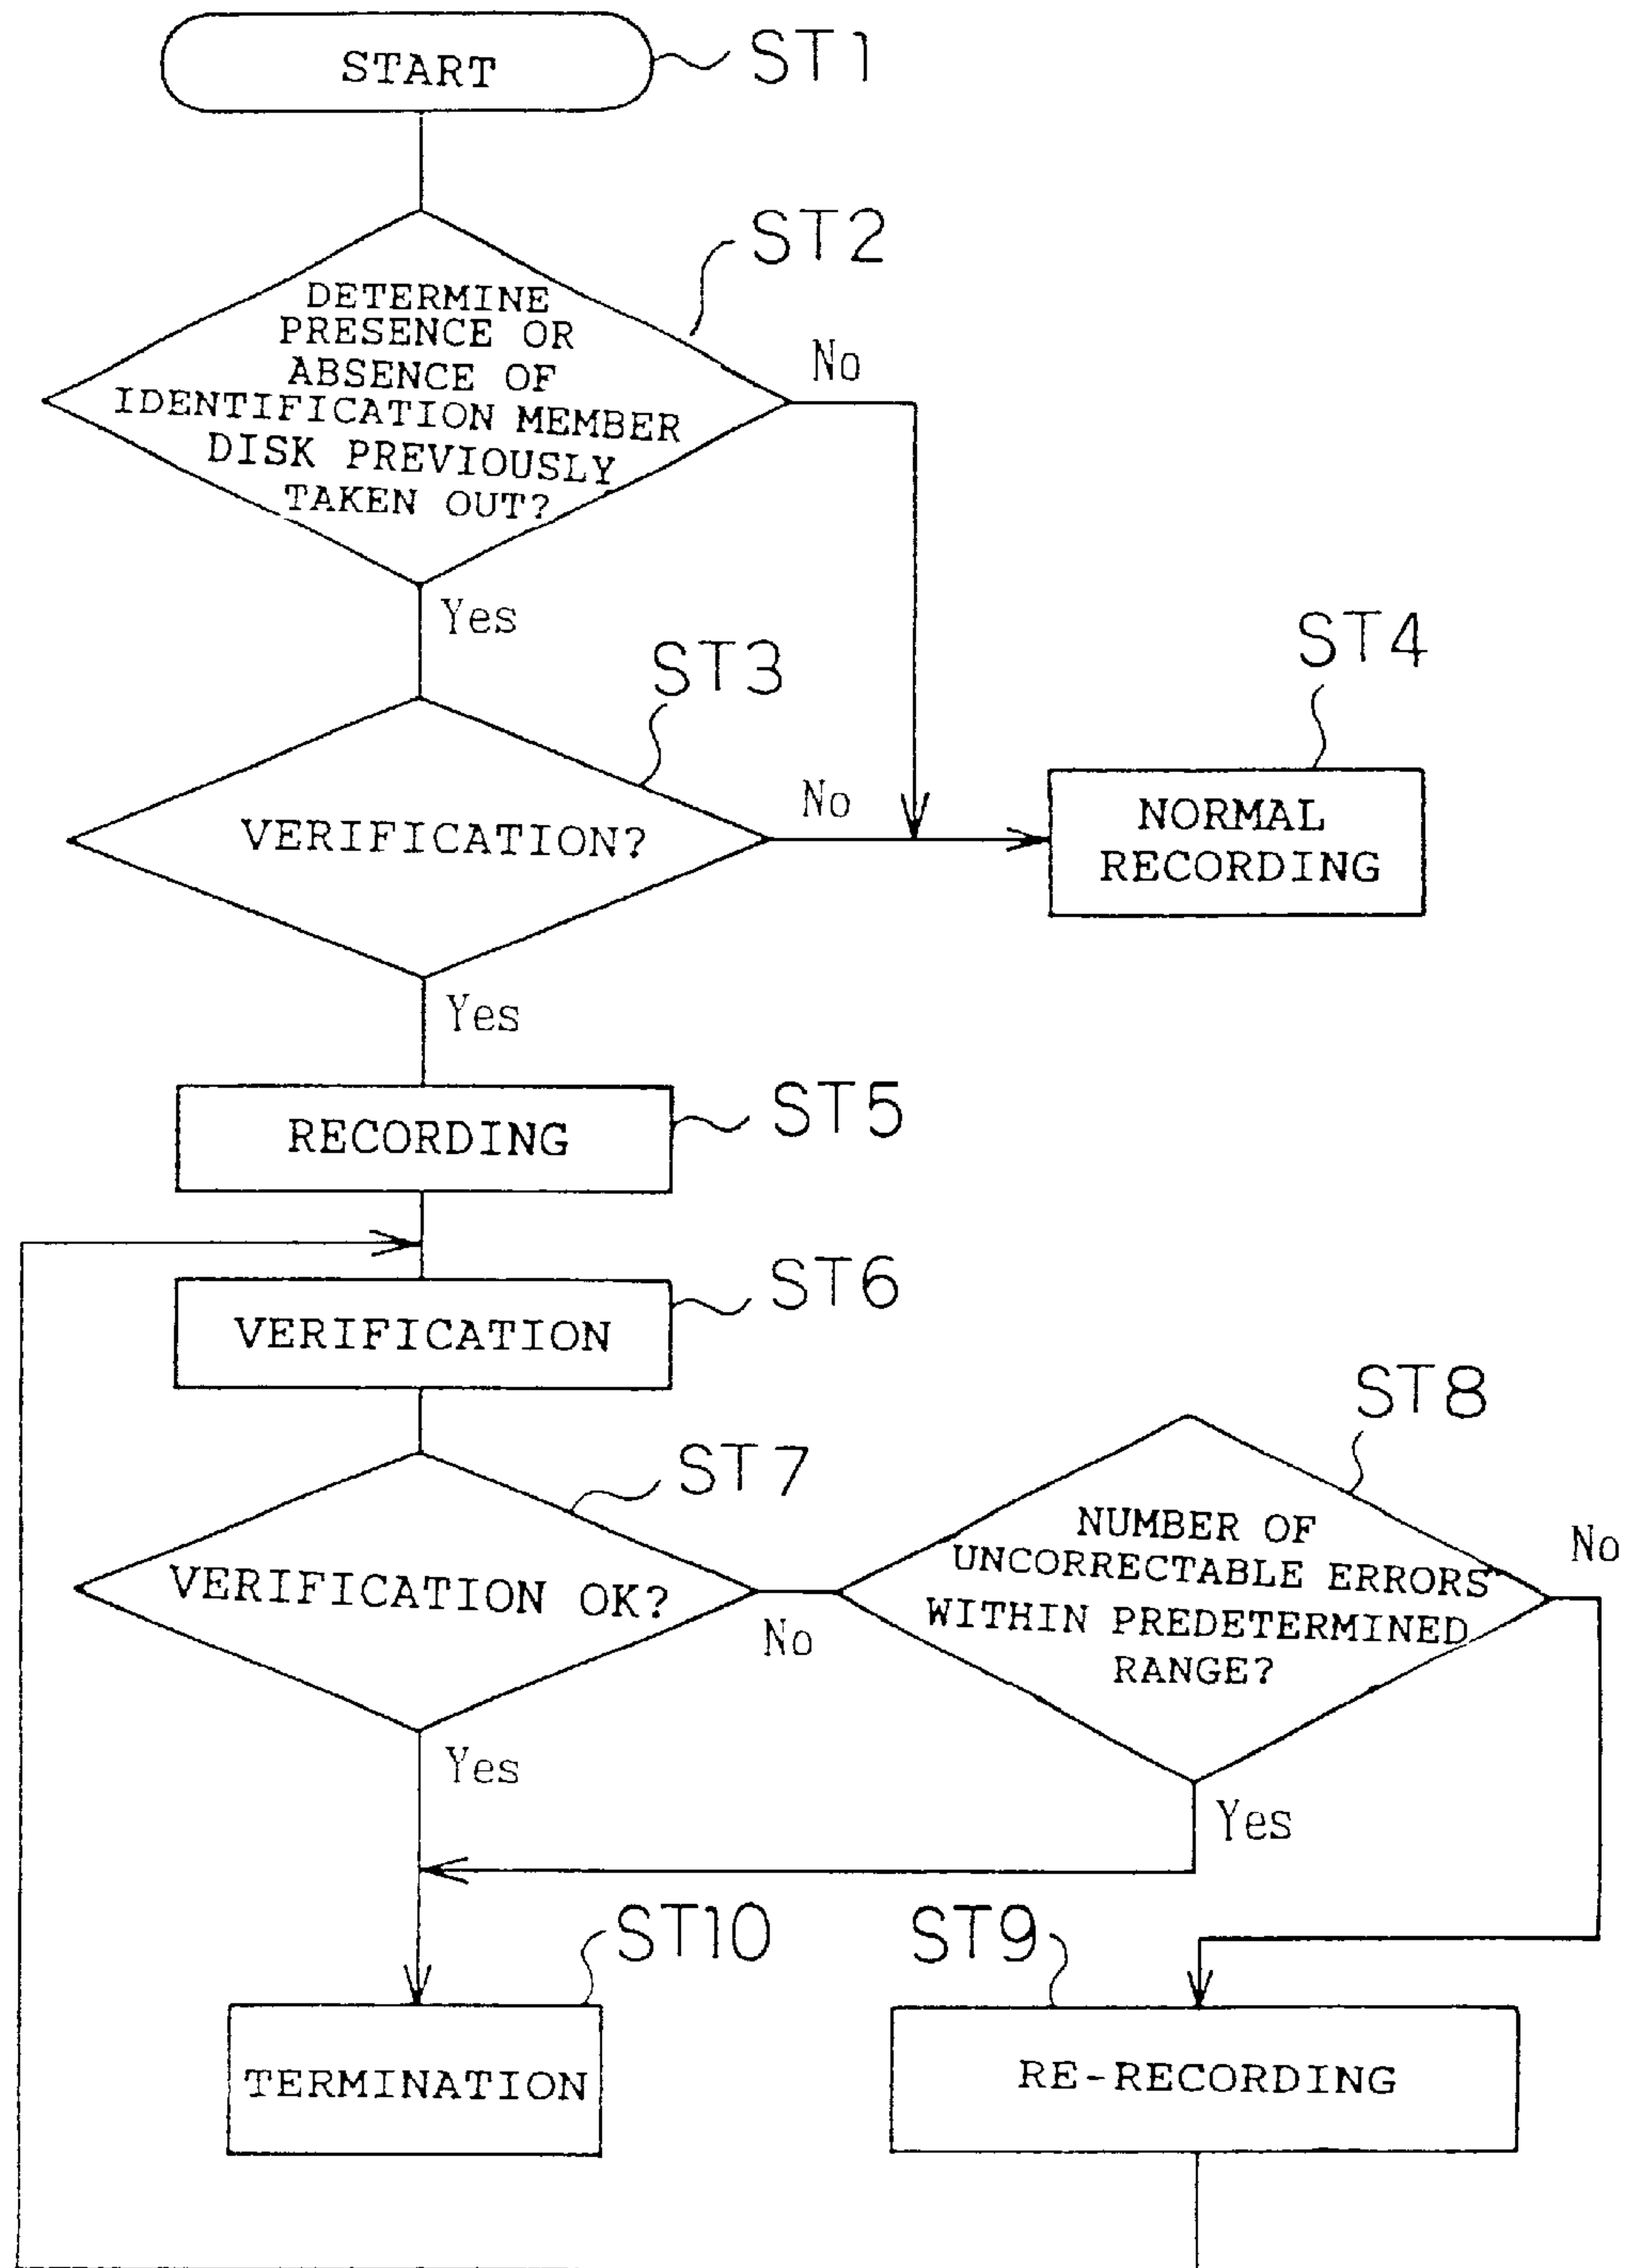 START
ST1
ST2
DETERMINE
PRESENCE OR
ABSENCE OF
IDENTIFICATION MEMBER
DISK PREVIOUSLY
TAKEN OUT?
No
Yes
ST3
VERIFICATION?
No
ST4
NORMAL
RECORDING
Yes
RECORDING
ST5
VERIFICATION
ST6
ST7
VERIFICATION OK?
No
ST8
NUMBER OF
UNCORRECTABLE ERRORS
WITHIN PREDETERMINED
RANGE?
No
Yes
Yes
ST10
TERMINATION
ST9
RE-RECORDING